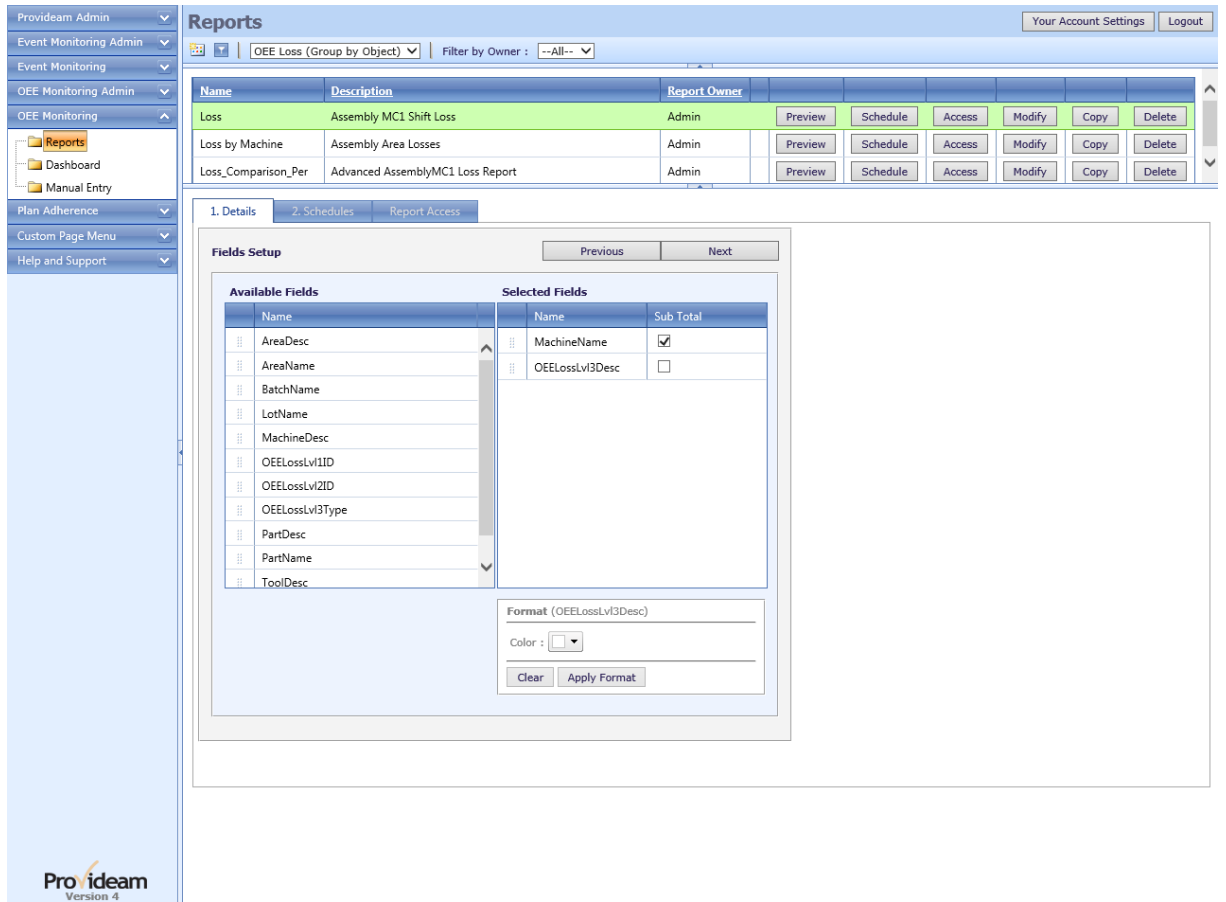 Provideam Admin
Reports
Your Account Settings
Logout
Event Monitoring Admin
OEE Loss (Group by Object)
Filter by Owner :
--All--
Event Monitoring
OEE Monitoring Admin
OEE Monitoring
Reports
Dashboard
Manual Entry
Plan Adherence
Custom Page Menu
Help and Support
Name Description Report Owner
Loss Assembly MC1 Shift Loss Admin Preview Schedule Access Modify Copy Delete
Loss by Machine Assembly Area Losses Admin Preview Schedule Access Modify Copy Delete
Loss_Comparison_Per Advanced AssemblyMC1 Loss Report Admin Preview Schedule Access Modify Copy Delete
1. Details 2. Schedules Report Access
Fields Setup Previous Next
Available Fields
Name
AreaDesc
AreaName
BatchName
LotName
MachineDesc
OEELossLvl1ID
OEELossLvl2ID
OEELossLvl3Type
PartDesc
PartName
ToolDesc
Selected Fields
Name Sub Total
MachineName
OEELossLvl3Desc
Format (OEELossLvl3Desc)
Color :
Clear Apply Format
Provideam
Version 4